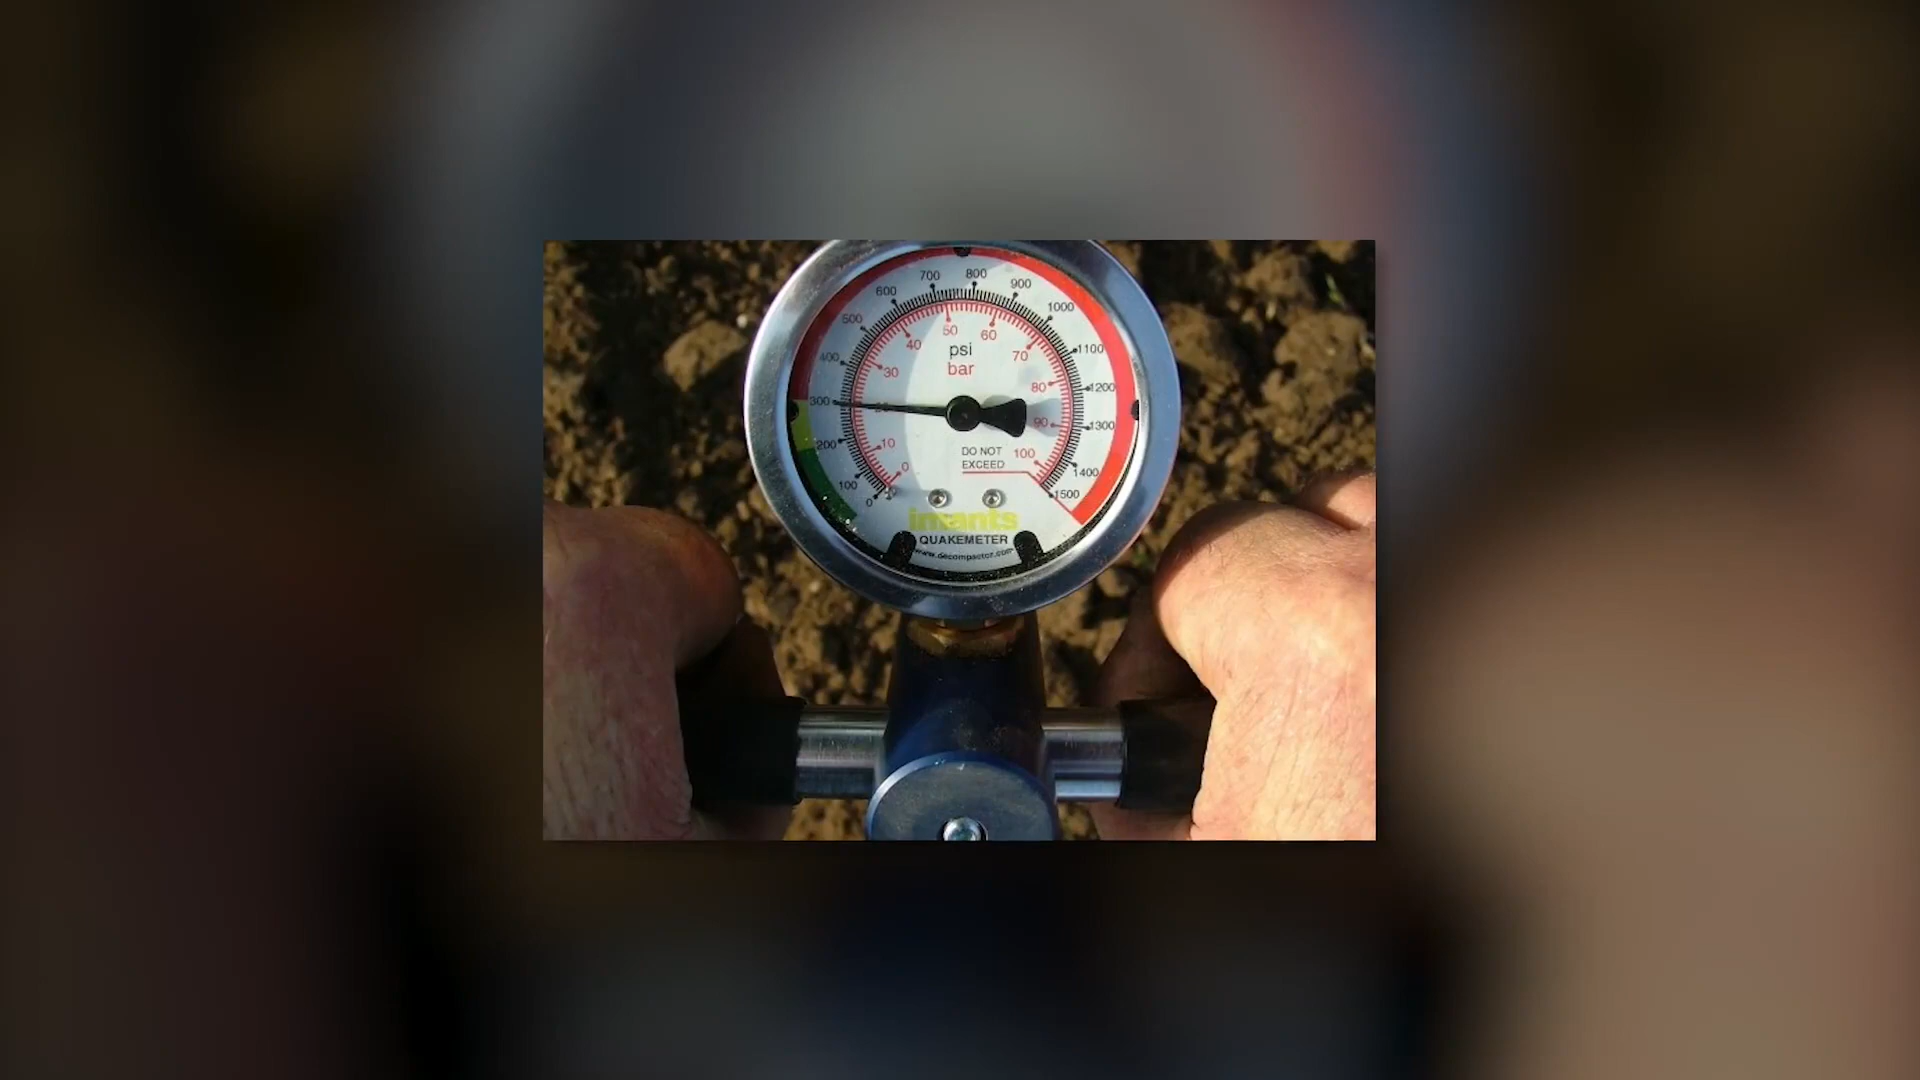 700 800
600 900
500 1000
400 1100
300 1200
200 1300
100 1400
0 1500
50 60
40 70
30 80
90
10 100
0
psi
bar
DO NOT
EXCEED
imants
QUAKEMETER
www.decompactor.com